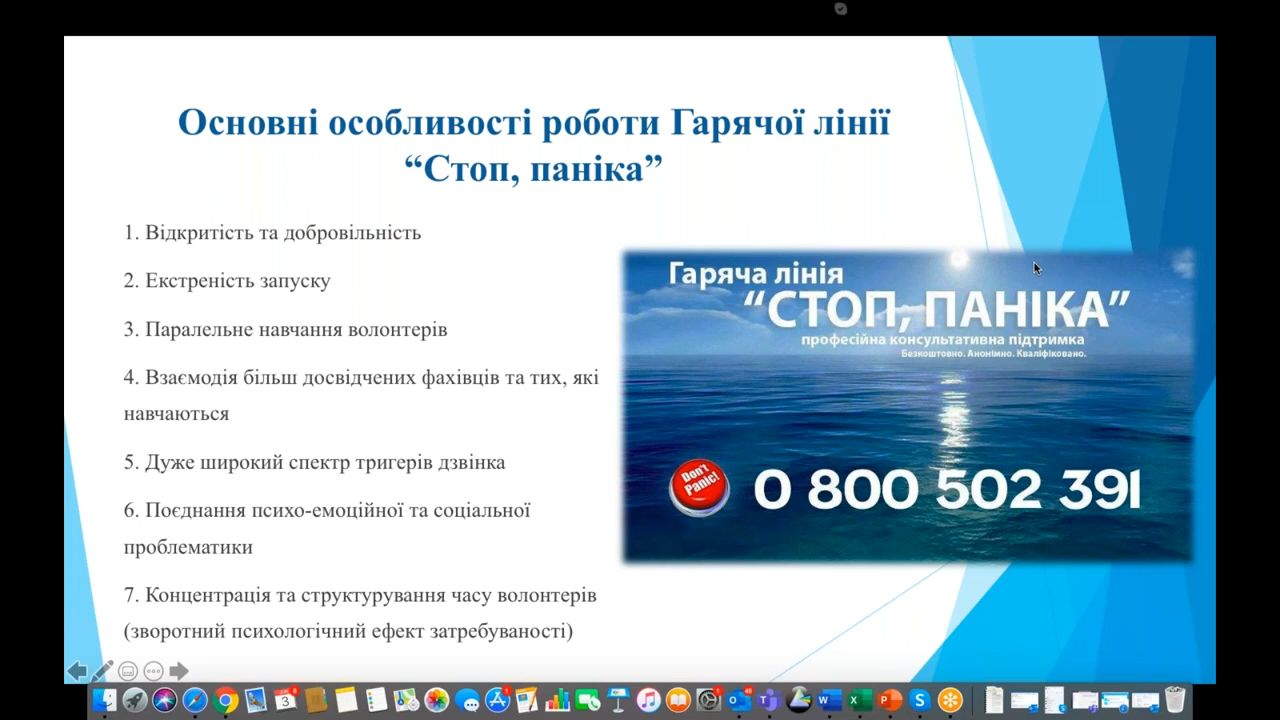 Основні особливості роботи Гарячої лінії
“Стоп, паніка”
1. Відкритість та добровільність
2. Екстреність запуску
3. Паралельне навчання волонтерів
4. Взаємодія більш досвідчених фахівців та тих, які
навчаються
5. Дуже широкий спектр тригерів дзвінка
6. Поєднання психо-емоційної та соціальної
проблематики
7. Концентрація та структурування часу волонтерів
(зворотний психологічний ефект затребуваності)
Гаряча лінія
“СТОП, ПАНІКА”
професійна консультативна підтримка
Безкоштовно. Анонімно. Кваліфіковано.
Don't
Panic!
0 800 502 391